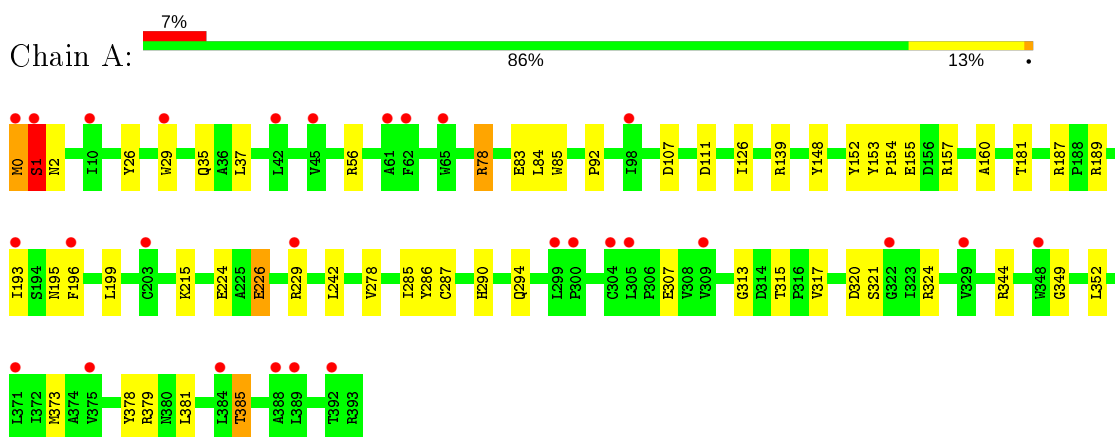 7%
Chain A:
86% 13% •
M0 S1 N2 I10 Y26 W29 Q35 A36 L37 L42 V45 R56 A61 F62 W65 R78 E83 L84 W85 P92 I98 D107 D111 I126 R139 Y148 Y152 Y153 P154 E155 D156 R157 A160 T181 R187 P188 R189
I193 S194 N195 F196 L199 C203 K215 E224 A225 E226 R229 L242 V278 I285 Y286 C287 H290 Q294 L299 P300 C304 L305 P306 E307 V308 V309 G313 D314 T315 P316 V317 D320 S321 G322 I323 R324 V329 R344 W348 G349 L352
L371 I372 M373 A374 V375 Y378 R379 N380 L381 L384 T385 A388 L389 T392 R393